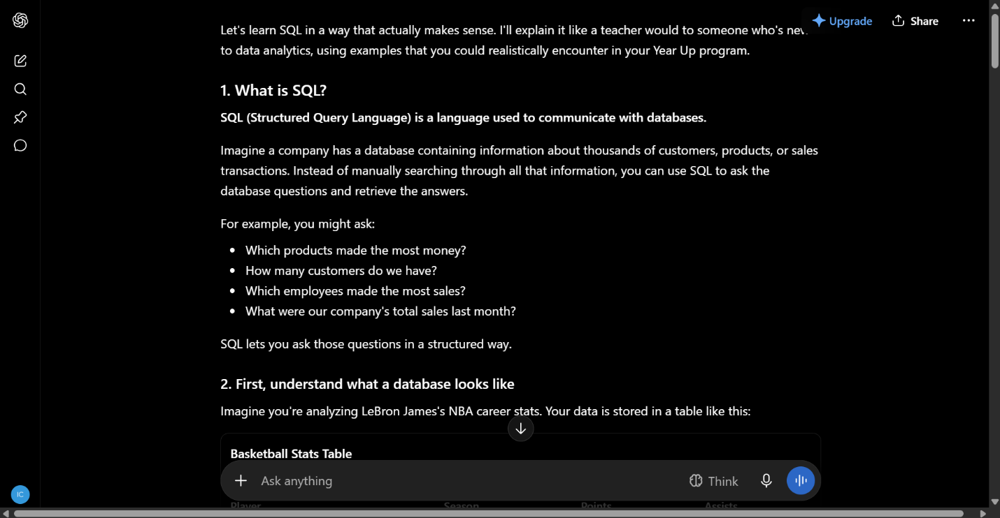 Upgrade
Share
Let's learn SQL in a way that actually makes sense. I'll explain it like a teacher would to someone who's new
to data analytics, using examples that you could realistically encounter in your Year Up program.
1. What is SQL?
SQL (Structured Query Language) is a language used to communicate with databases.
Imagine a company has a database containing information about thousands of customers, products, or sales
transactions. Instead of manually searching through all that information, you can use SQL to ask the
database questions and retrieve the answers.
For example, you might ask:
• Which products made the most money?
• How many customers do we have?
• Which employees made the most sales?
• What were our company's total sales last month?
SQL lets you ask those questions in a structured way.
2. First, understand what a database looks like
Imagine you're analyzing LeBron James's NBA career stats. Your data is stored in a table like this:
Basketball Stats Table
Ask anything
Think
IC
Player Season Points Assists